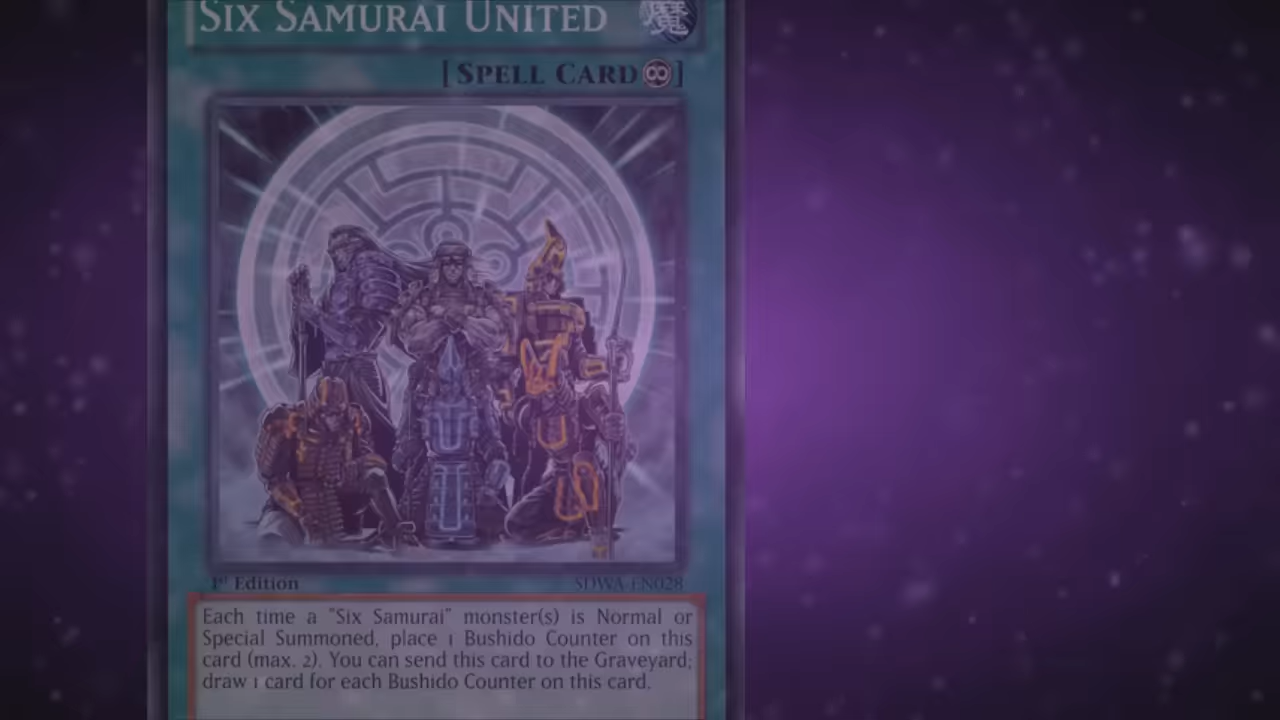 SIX SAMURAI UNITED 魔
[SPELL CARD♾]
1st Edition SDWA-EN028
Each time a "Six Samurai" monster(s) is Normal or
Special Summoned, place 1 Bushido Counter on this
card (max. 2). You can send this card to the Graveyard;
draw 1 card for each Bushido Counter on this card.